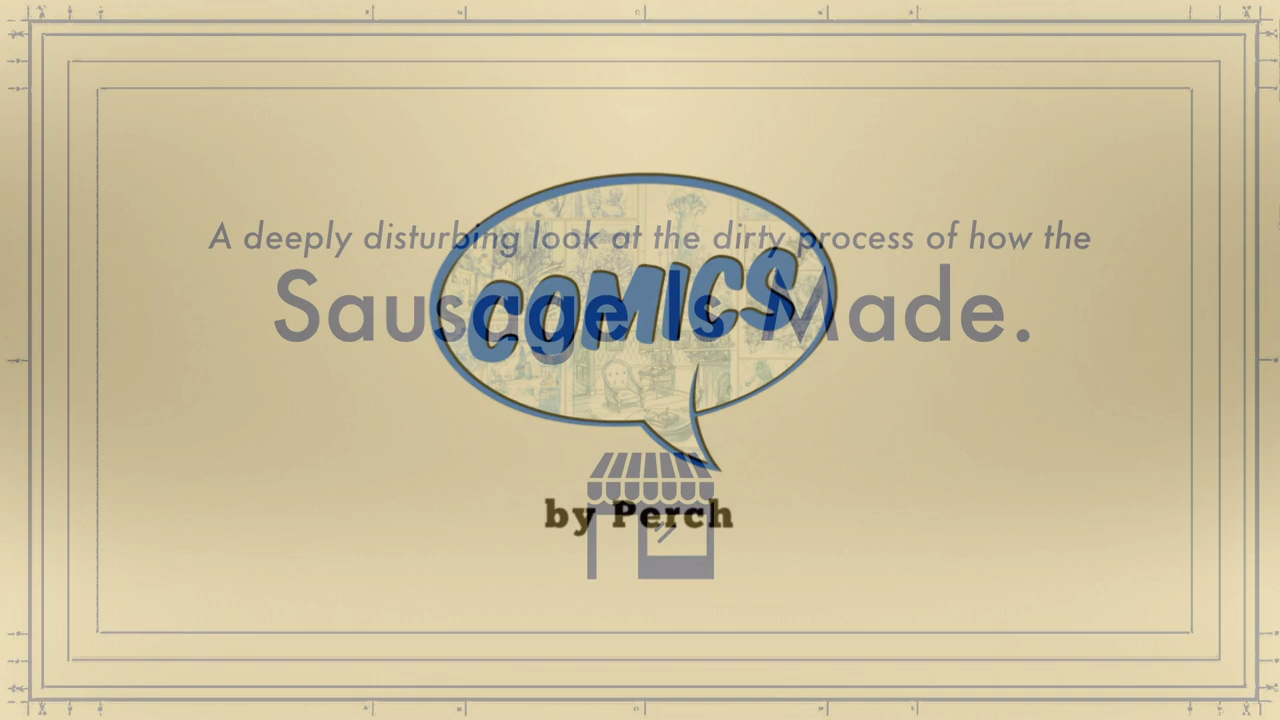 A deeply disturbing look at the dirty process of how the
Sausage Is Made.
COMICS
by Perch